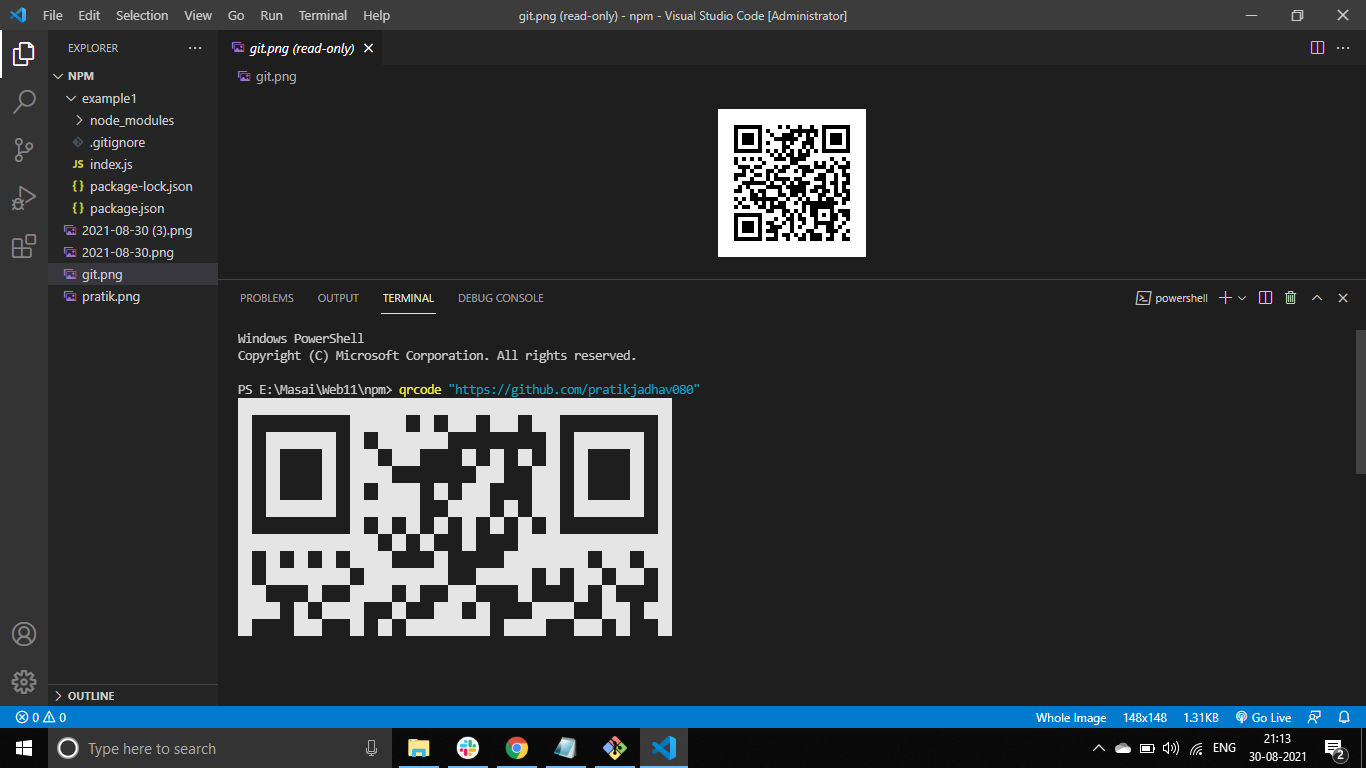 File Edit Selection View Go Run Terminal Help
git.png (read-only) - npm - Visual Studio Code [Administrator]
EXPLORER
NPM
example1
node_modules
.gitignore
JS index.js
{} package-lock.json
{} package.json
2021-08-30 (3).png
2021-08-30.png
git.png
pratik.png
OUTLINE
git.png (read-only)
git.png
PROBLEMS OUTPUT TERMINAL DEBUG CONSOLE
powershell
Windows PowerShell
Copyright (C) Microsoft Corporation. All rights reserved.
PS E:\Masai\Web11\npm> qrcode "https://github.com/pratikjadhav080"
0 0
Whole Image 148x148 1.31KB Go Live
Type here to search
ENG
21:13
30-08-2021
2